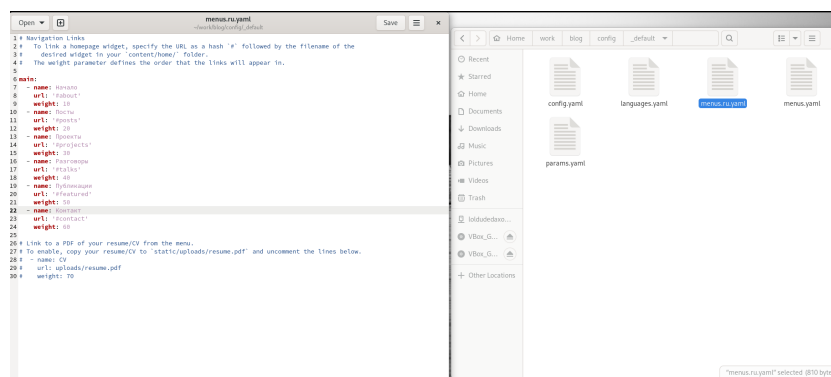 Open
menus.ru.yaml
~/work/blog/config/_default
Save
1 # Navigation Links
2 #   To link a homepage widget, specify the URL as a hash `#` followed by the filename of the
3 #     desired widget in your `content/home/` folder.
4 #   The weight parameter defines the order that the links will appear in.
5
6 main:
7   - name: Начало
8     url: '#about'
9     weight: 10
10   - name: Посты
11     url: '#posts'
12     weight: 20
13   - name: Проекты
14     url: '#projects'
15     weight: 30
16   - name: Разговоры
17     url: '#talks'
18     weight: 40
19   - name: Публикации
20     url: '#featured'
21     weight: 50
22   - name: Контакт
23     url: '#contact'
24     weight: 60
25
26 # Link to a PDF of your resume/CV from the menu.
27 # To enable, copy your resume/CV to `static/uploads/resume.pdf` and uncomment the lines below.
28 #   - name: CV
29 #     url: uploads/resume.pdf
30 #     weight: 70
Home work blog config _default
Recent
Starred
Home
Documents
Downloads
Music
Pictures
Videos
Trash
loldudedaxo...
VBox_G...
VBox_G...
Other Locations
config.yaml languages.yaml menus.ru.yaml menus.yaml
params.yaml
"menus.ru.yaml" selected (810 byte